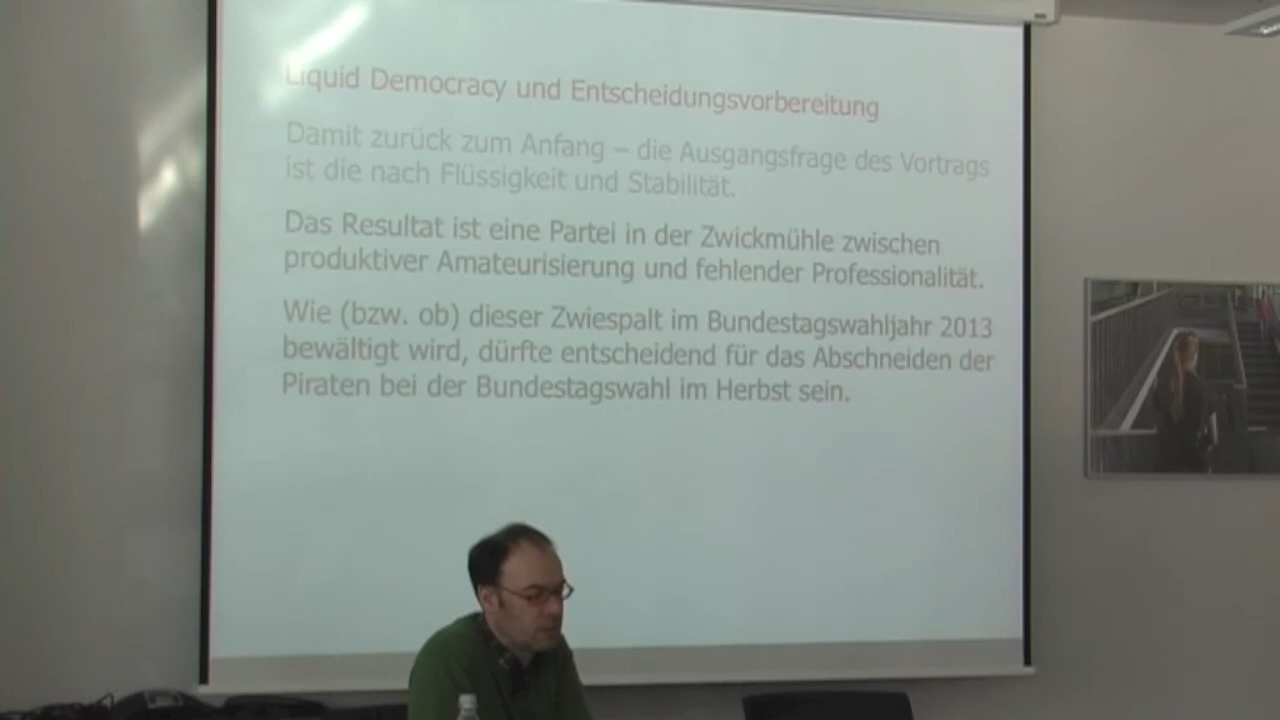 Liquid Democracy und Entscheidungsvorbereitung
Damit zurück zum Anfang – die Ausgangsfrage des Vortrags
ist die nach Flüssigkeit und Stabilität.
Das Resultat ist eine Partei in der Zwickmühle zwischen
produktiver Amateurisierung und fehlender Professionalität.
Wie (bzw. ob) dieser Zwiespalt im Bundestagswahljahr 2013
bewältigt wird, dürfte entscheidend für das Abschneiden der
Piraten bei der Bundestagswahl im Herbst sein.